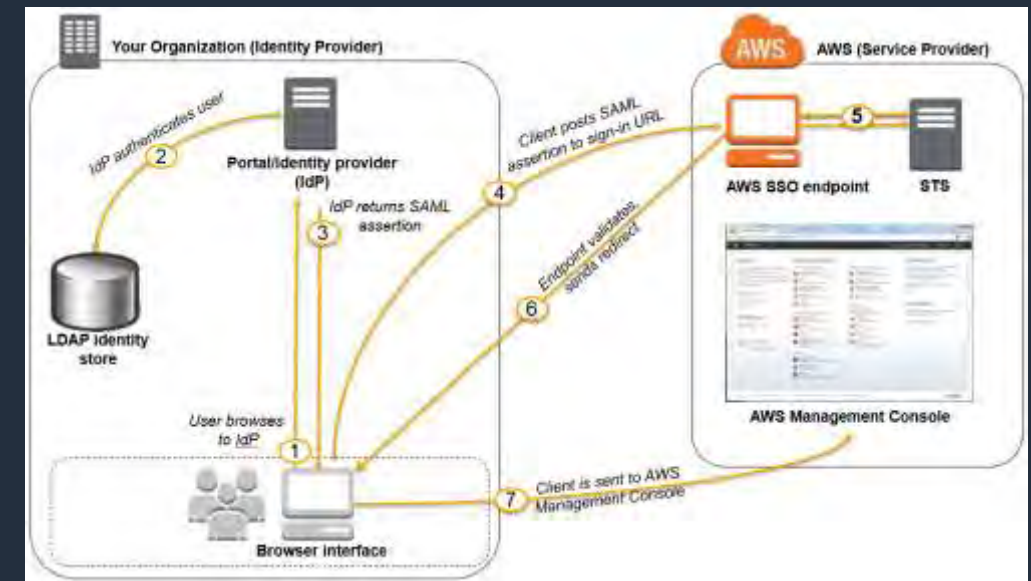 Your Organization (Identity Provider)
AWS
AWS (Service Provider)
IdP authenticates user
2
Portal/identity provider
(IdP)
IdP returns SAML
assertion
3
Client posts SAML
assertion to sign-in URL
4
5
AWS SSO endpoint
STS
Endpoint validates,
sends redirect
6
LDAP identity
store
AWS Management Console
User browses
to IdP
1
Client is sent to AWS
Management Console
7
Browser interface